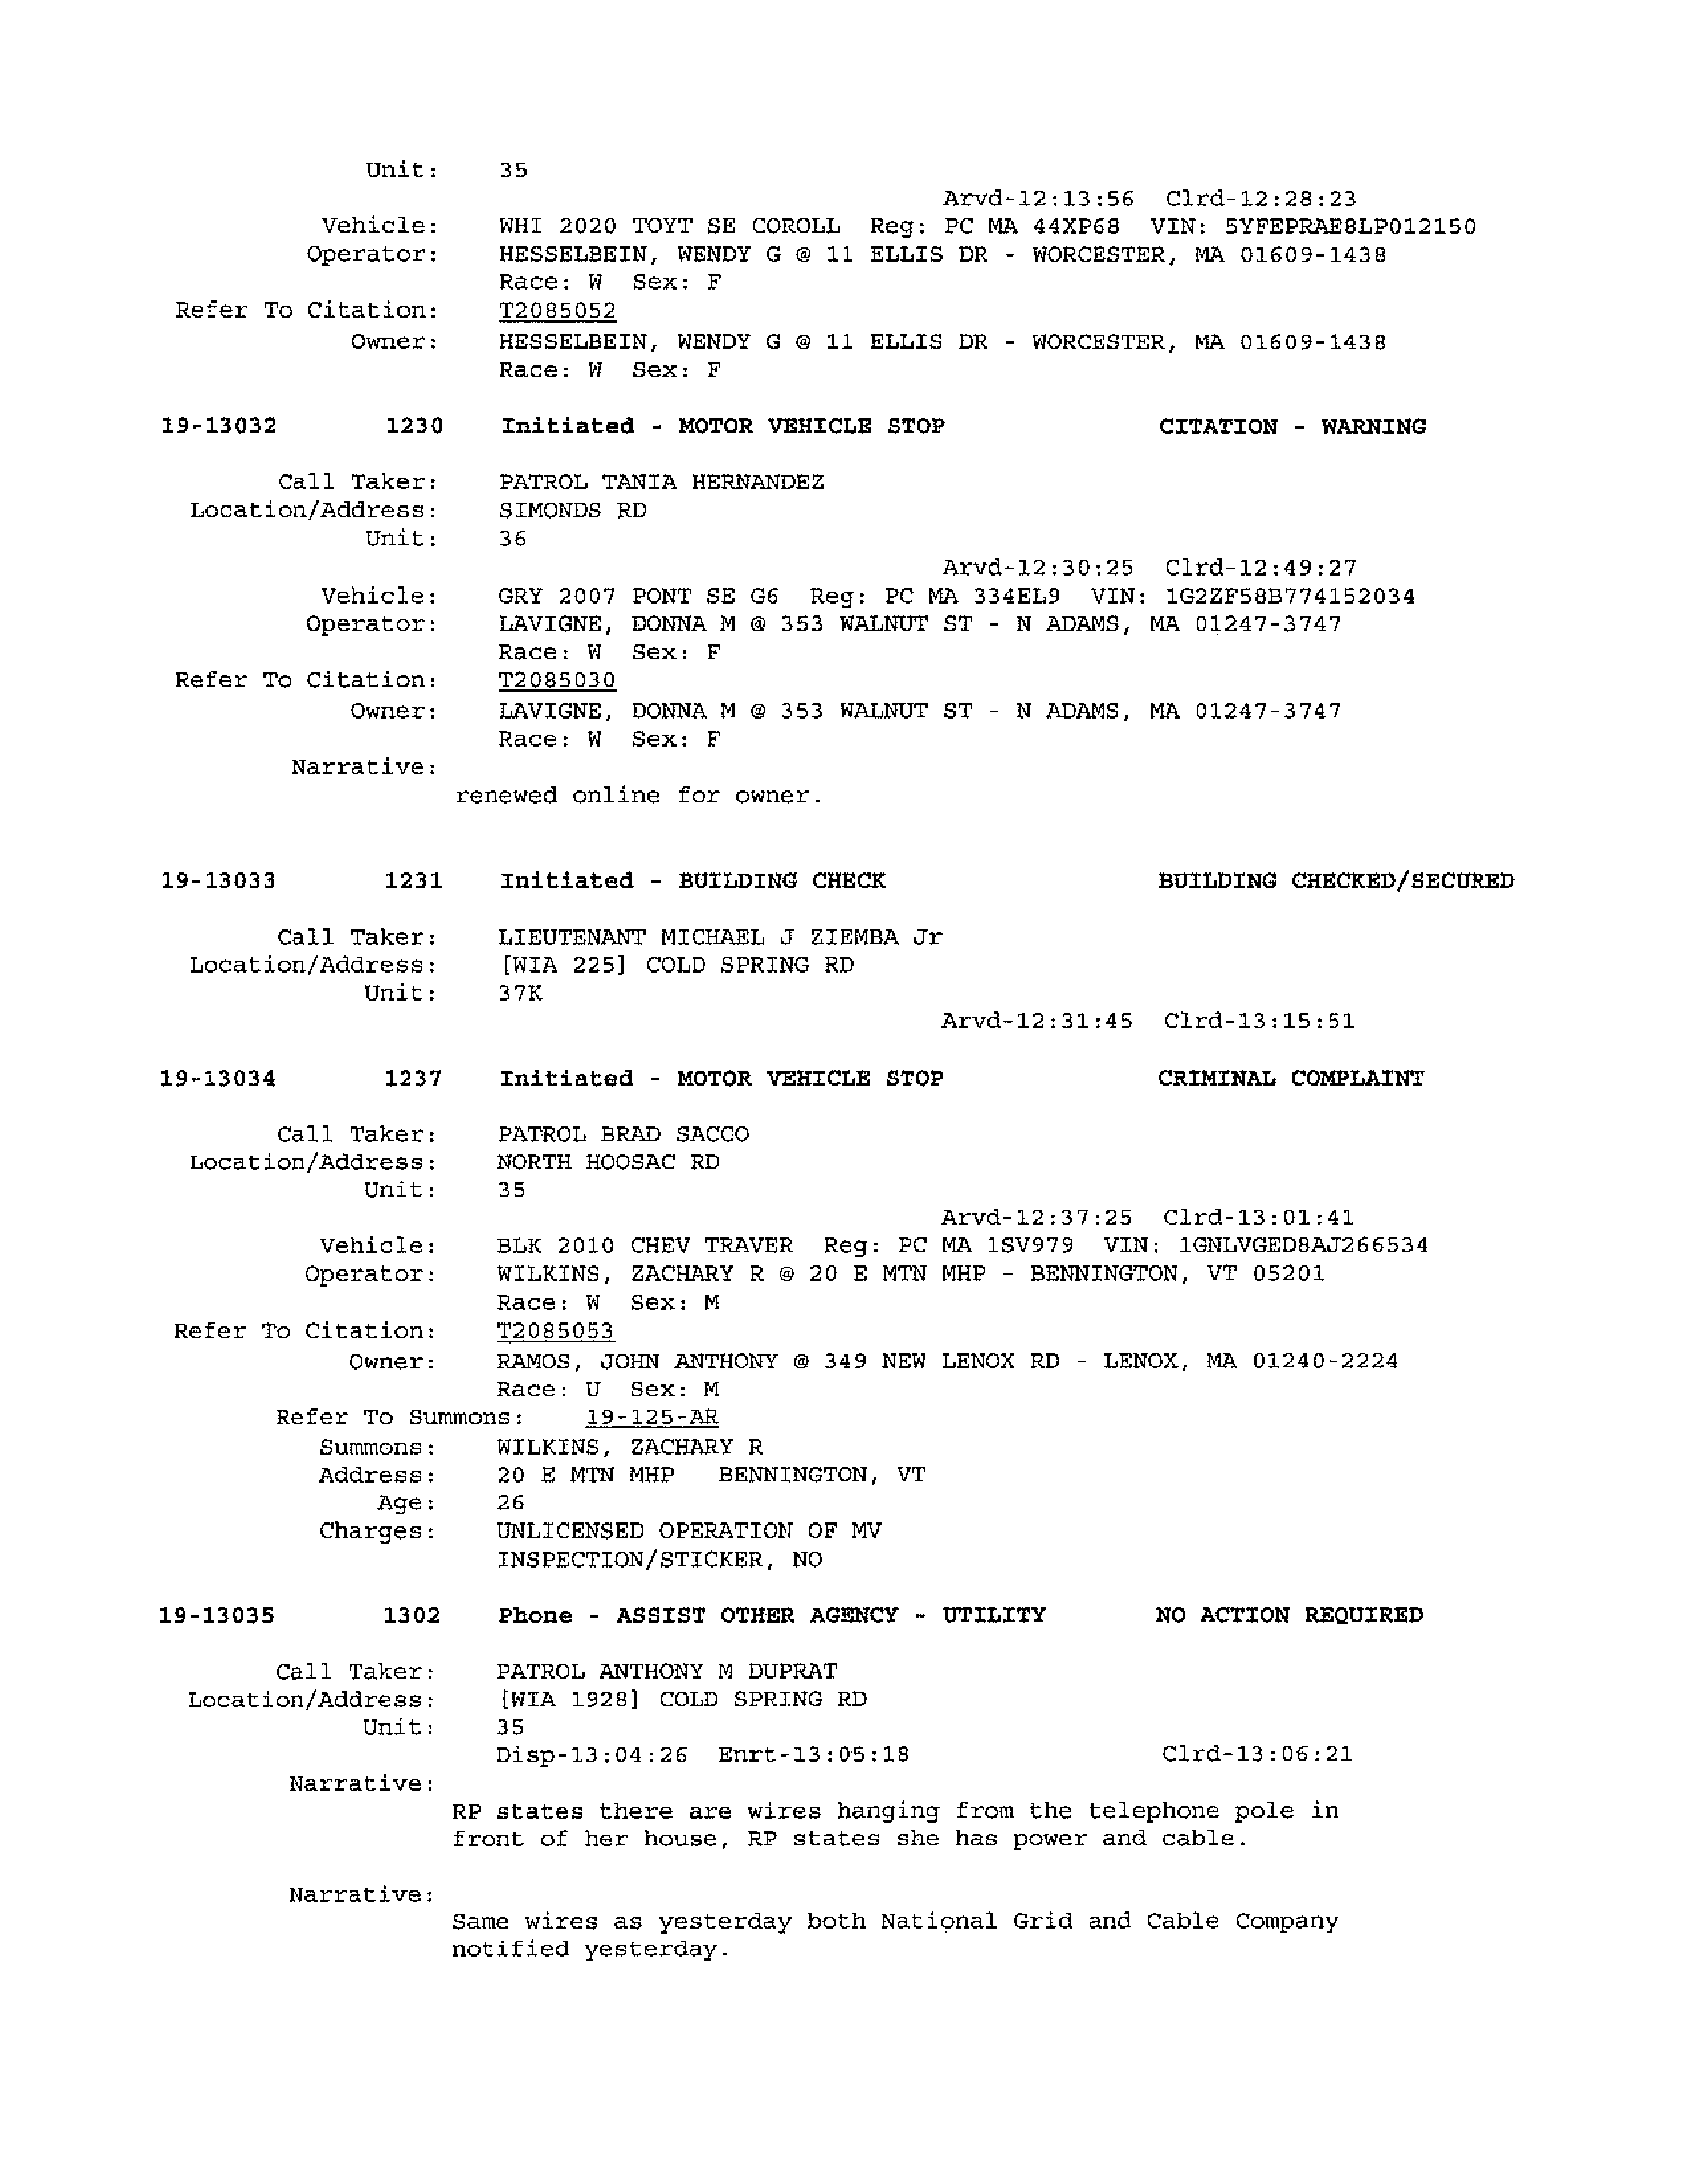 Unit: 35
Arvd-12:13:56 Clrd-12:28:23
Vehicle: WHI 2020 TOYT SE COROLL Reg: PC MA 44XP68 VIN: 5YFEPRAE8LP012150
Operator: HESSELBEIN, WENDY G @ 11 ELLIS DR - WORCESTER, MA 01609-1438
Race: W Sex: F
Refer To Citation: T2085052
Owner: HESSELBEIN, WENDY G @ 11 ELLIS DR - WORCESTER, MA 01609-1438
Race: W Sex: F
19-13032 1230 Initiated - MOTOR VEHICLE STOP CITATION - WARNING
Call Taker: PATROL TANIA HERNANDEZ
Location/Address: SIMONDS RD
Unit: 36
Arvd-12:30:25 Clrd-12:49:27
Vehicle: GRY 2007 PONT SE G6 Reg: PC MA 334EL9 VIN: 1G2ZF58B774152034
Operator: LAVIGNE, DONNA M @ 353 WALNUT ST - N ADAMS, MA 01247-3747
Race: W Sex: F
Refer To Citation: T2085030
Owner: LAVIGNE, DONNA M @ 353 WALNUT ST - N ADAMS, MA 01247-3747
Race: W Sex: F
Narrative:
renewed online for owner.
19-13033 1231 Initiated - BUILDING CHECK BUILDING CHECKED/SECURED
Call Taker: LIEUTENANT MICHAEL J ZIEMBA Jr
Location/Address: [WIA 225] COLD SPRING RD
Unit: 37K
Arvd-12:31:45 Clrd-13:15:51
19-13034 1237 Initiated - MOTOR VEHICLE STOP CRIMINAL COMPLAINT
Call Taker: PATROL BRAD SACCO
Location/Address: NORTH HOOSAC RD
Unit: 35
Arvd-12:37:25 Clrd-13:01:41
Vehicle: BLK 2010 CHEV TRAVER Reg: PC MA 1SV979 VIN: 1GNLVGED8AJ266534
Operator: WILKINS, ZACHARY R @ 20 E MTN MHP - BENNINGTON, VT 05201
Race: W Sex: M
Refer To Citation: T2085053
Owner: RAMOS, JOHN ANTHONY @ 349 NEW LENOX RD - LENOX, MA 01240-2224
Race: U Sex: M
Refer To Summons: 19-125-AR
Summons: WILKINS, ZACHARY R
Address: 20 E MTN MHP BENNINGTON, VT
Age: 26
Charges: UNLICENSED OPERATION OF MV
INSPECTION/STICKER, NO
19-13035 1302 Phone - ASSIST OTHER AGENCY - UTILITY NO ACTION REQUIRED
Call Taker: PATROL ANTHONY M DUPRAT
Location/Address: [WIA 1928] COLD SPRING RD
Unit: 35
Disp-13:04:26 Enrt-13:05:18 Clrd-13:06:21
Narrative:
RP states there are wires hanging from the telephone pole in
front of her house, RP states she has power and cable.
Narrative:
Same wires as yesterday both National Grid and Cable Company
notified yesterday.